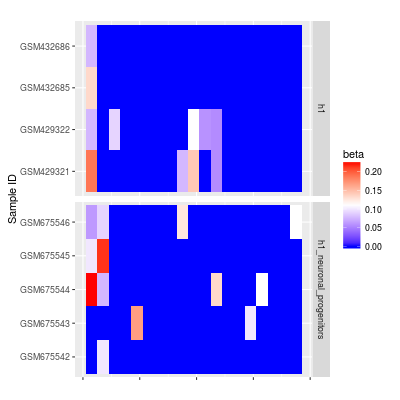 GSM432686
GSM432685
GSM429322
GSM429321
h1
GSM675546
GSM675545
GSM675544
GSM675543
GSM675542
h1_neuronal_progenitors
Sample ID
beta
0.20
0.15
0.10
0.05
0.00